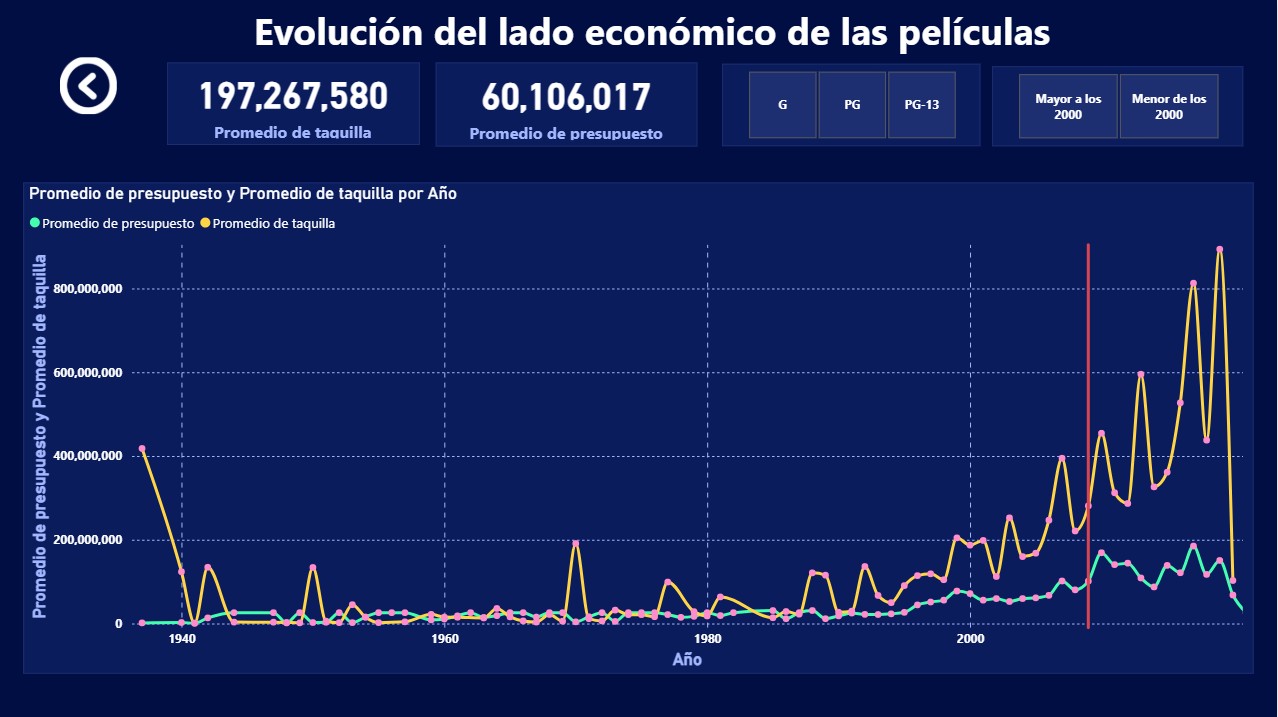 Evolución del lado económico de las películas
197,267,580
Promedio de taquilla
60,106,017
Promedio de presupuesto
G
PG
PG-13
Mayor a los
2000
Menor de los
2000
Promedio de presupuesto y Promedio de taquilla por Año
Promedio de presupuesto
Promedio de taquilla
Promedio de presupuesto y Promedio de taquilla
800,000,000
600,000,000
400,000,000
200,000,000
0
1940
1960
1980
2000
Año